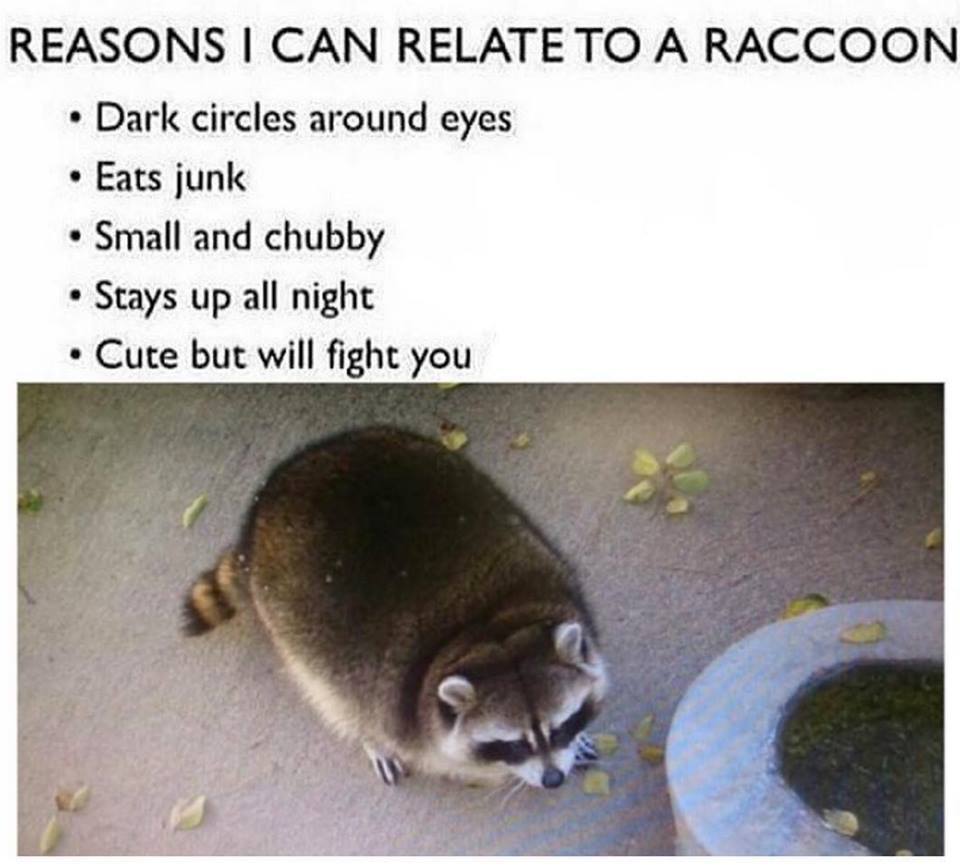 REASONS I CAN RELATE TO A RACCOON
• Dark circles around eyes
• Eats junk
• Small and chubby
• Stays up all night
• Cute but will fight you